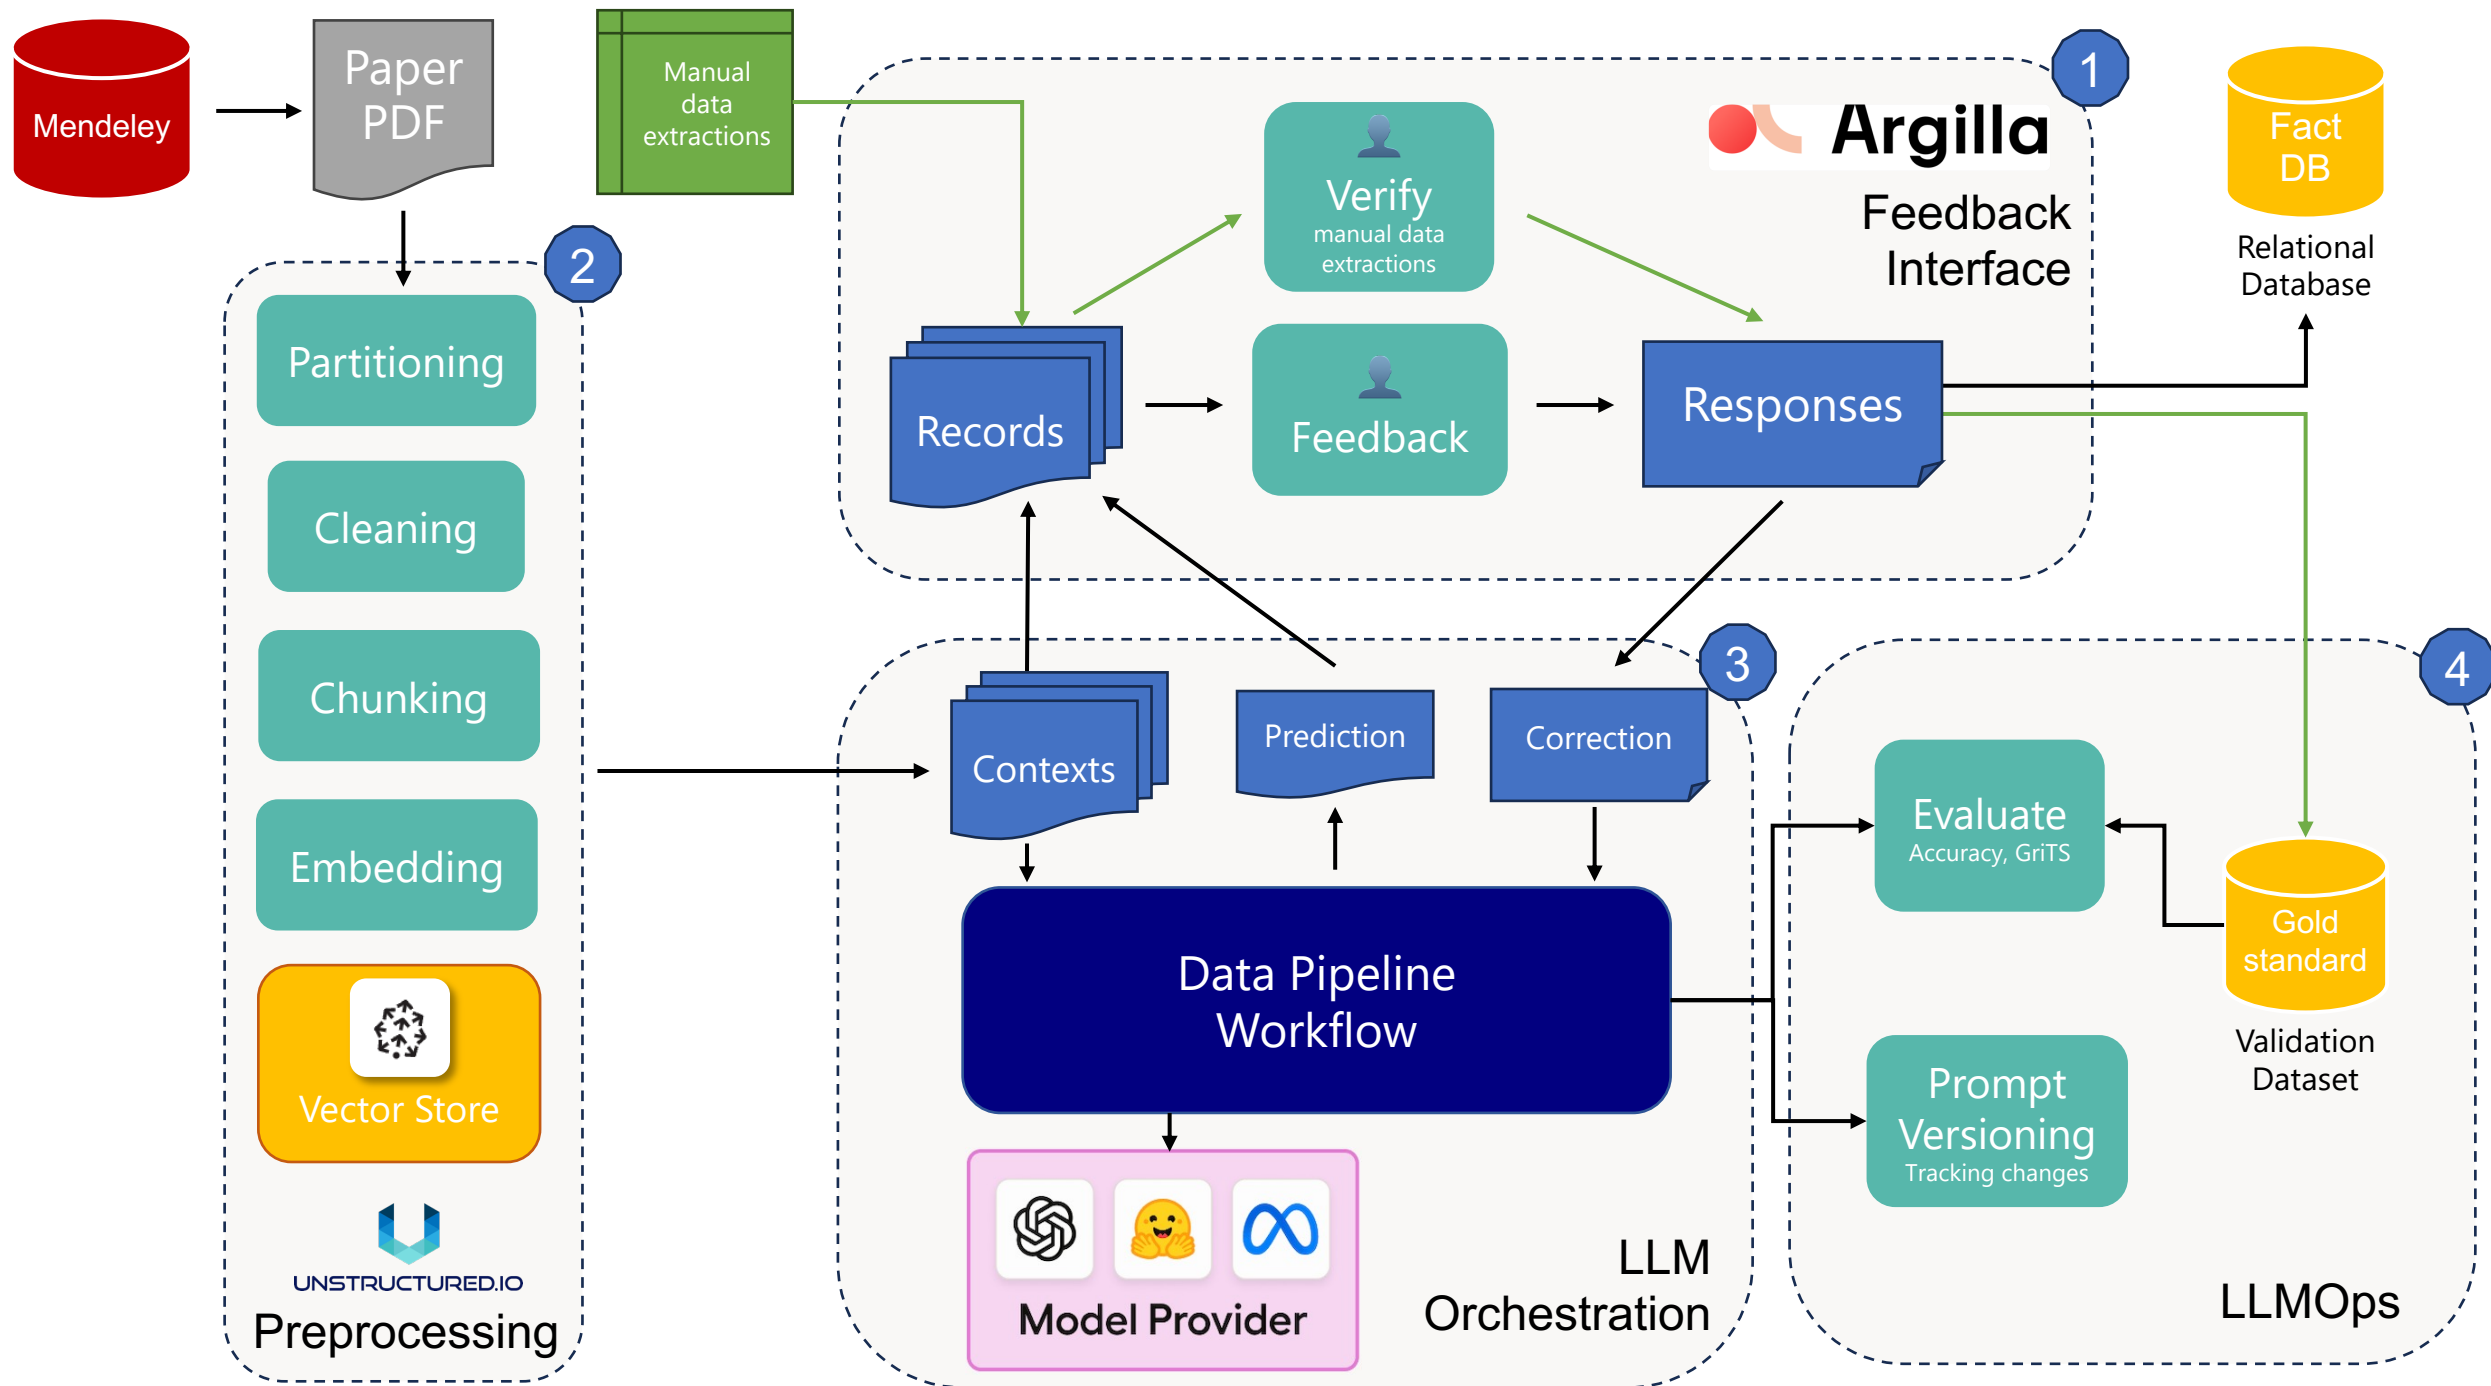 Mendeley
Paper
PDF
Manual
data
extractions
1
Verify
manual data
extractions
Argilla
Feedback
Interface
Fact
DB
Relational
Database
2
Partitioning
Cleaning
Chunking
Embedding
Vector Store
UNSTRUCTURED.IO
Preprocessing
Records
Feedback
Responses
3
Contexts
Prediction
Correction
Data Pipeline
Workflow
Model Provider
LLM
Orchestration
4
Evaluate
Accuracy, GriTS
Gold
standard
Validation
Dataset
Prompt
Versioning
Tracking changes
LLMOps